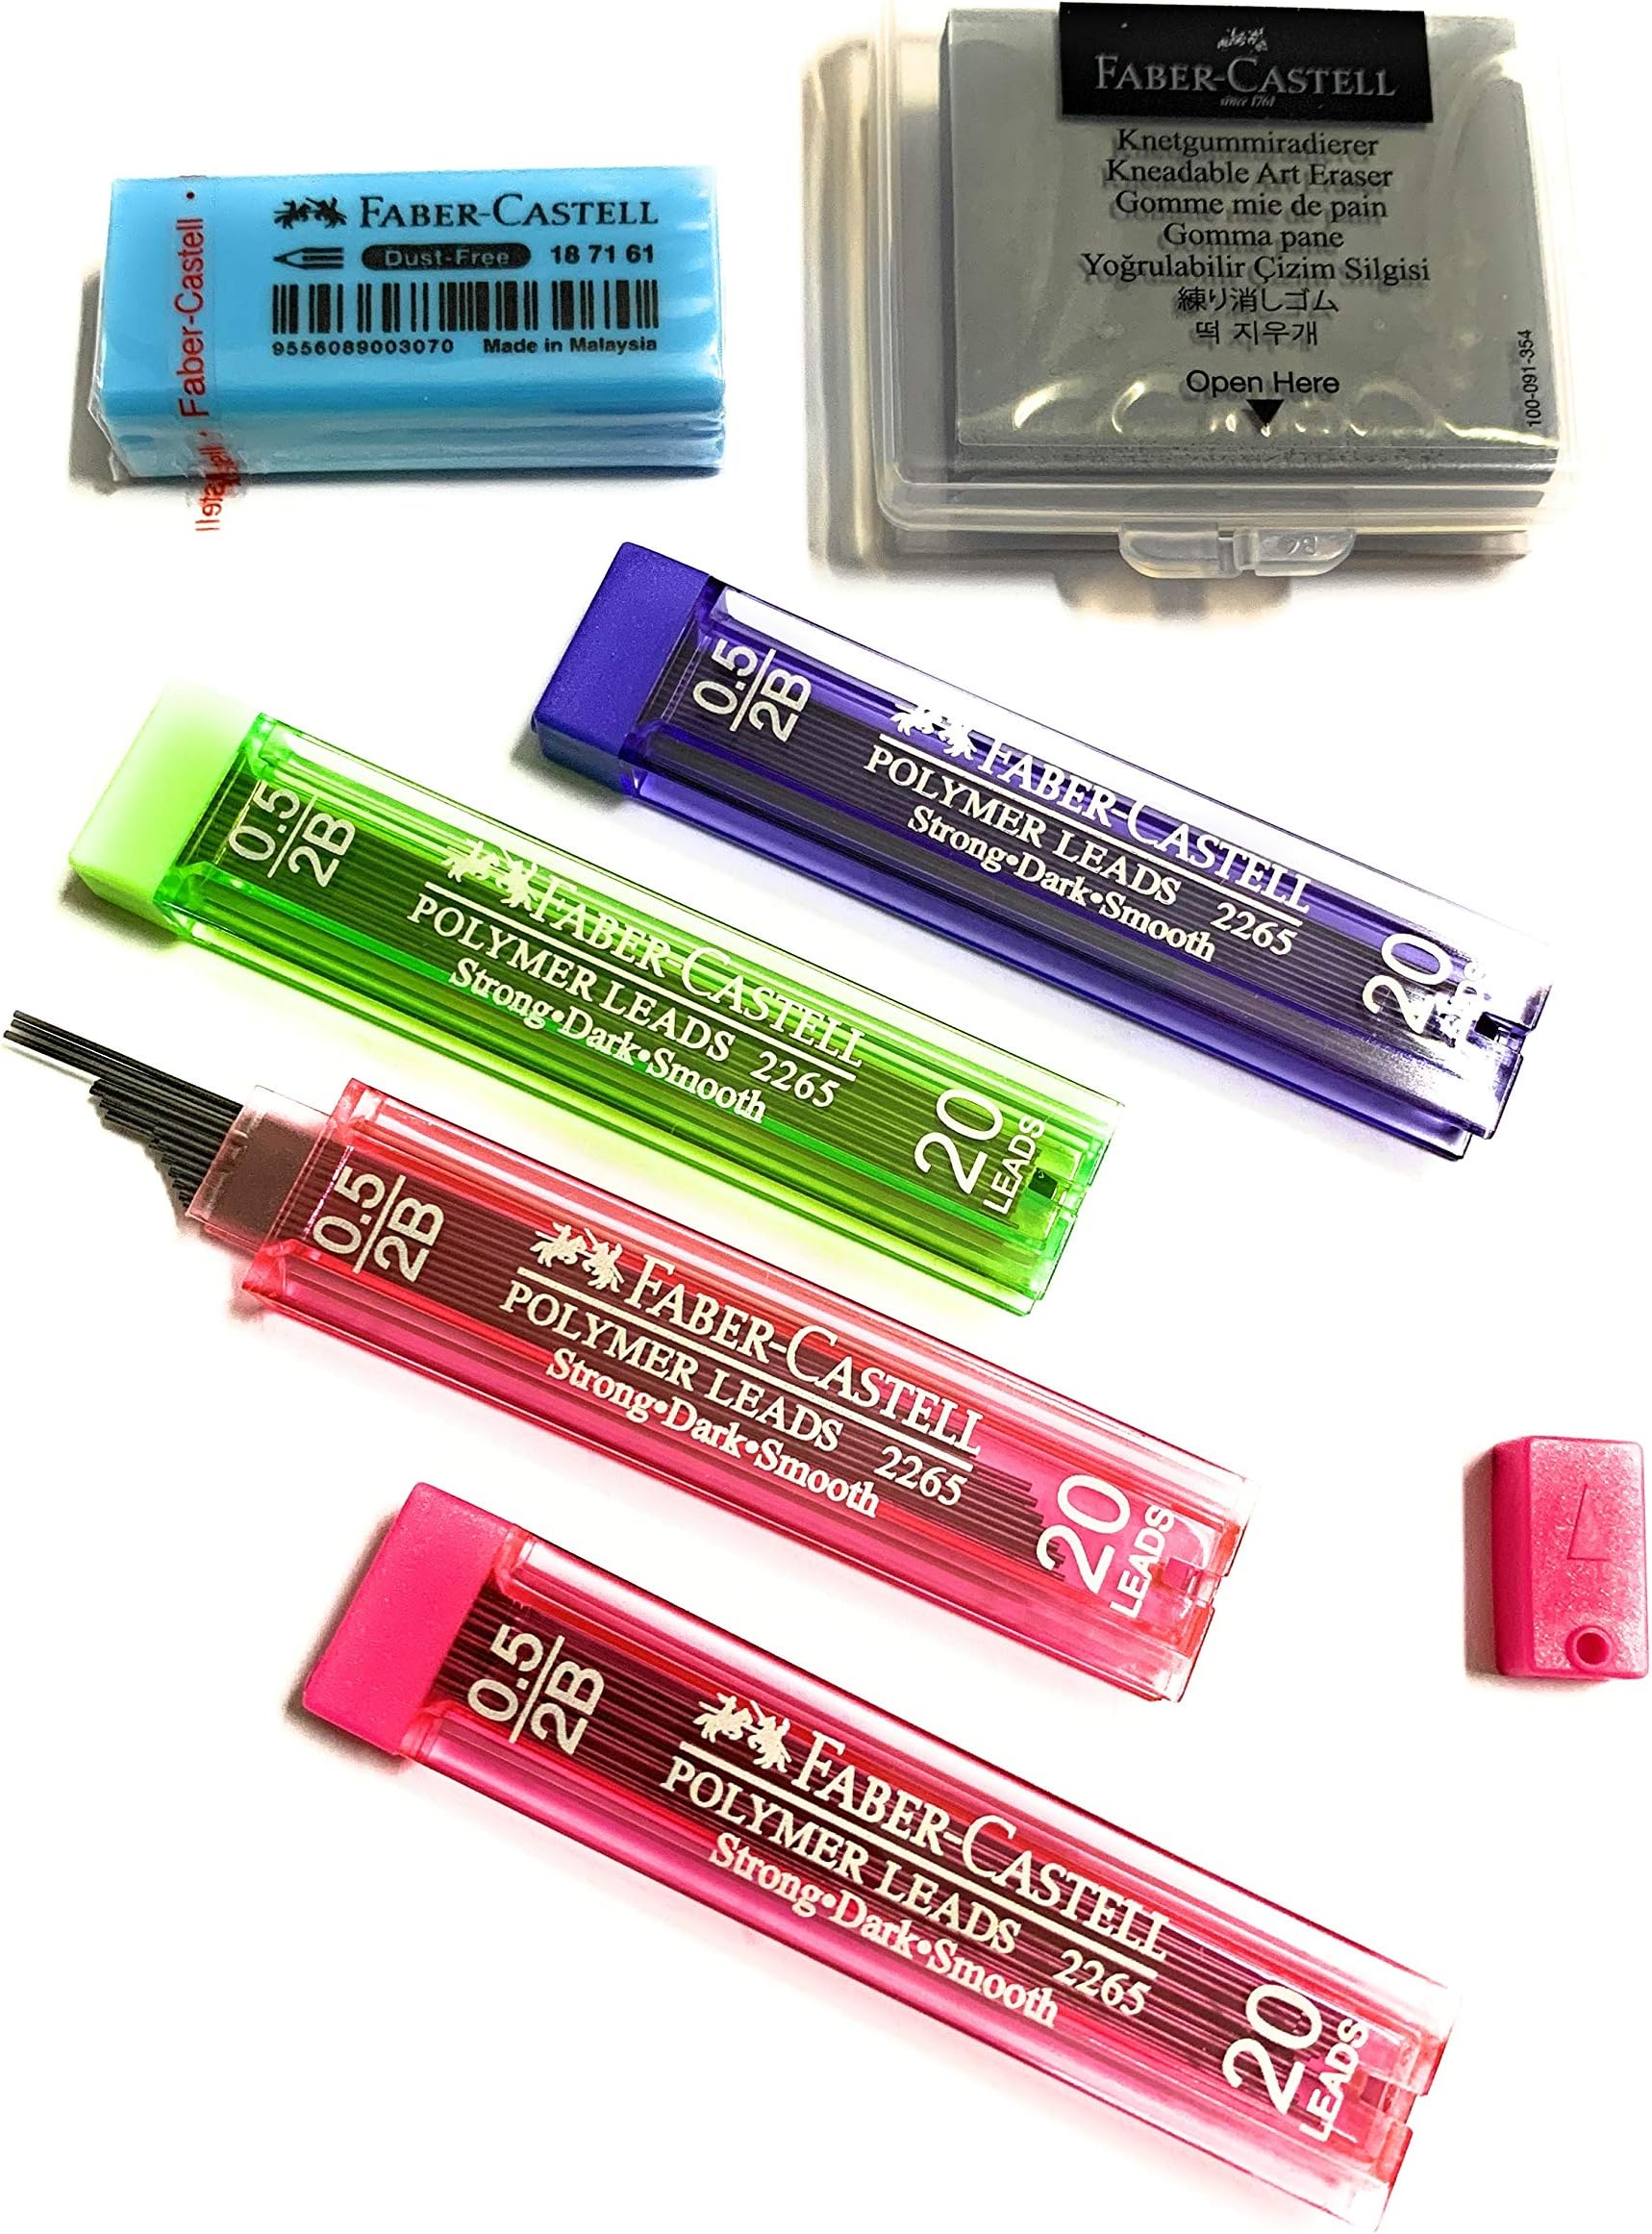 FABER-CASTELL
Dust-Free 18 71 61
9556089003070 Made in Malaysia
Faber-Castell
FABER-CASTELL
since 1761
Knetgummiradierer
Kneadable Art Eraser
Gomme mie de pain
Gomma pane
Yoğrulabilir Çizim Silgisi
練り消しゴム
떡 지우개
Open Here
100-091-354
0.5
2B
FABER-CASTELL
POLYMER LEADS 2265
Strong•Dark•Smooth
20
0.5
2B
FABER-CASTELL
POLYMER LEADS 2265
Strong•Dark•Smooth
20
LEADS
0.5
2B
FABER-CASTELL
POLYMER LEADS 2265
Strong•Dark•Smooth
20
LEADS
0.5
2B
FABER-CASTELL
POLYMER LEADS 2265
Strong•Dark•Smooth
20
LEADS